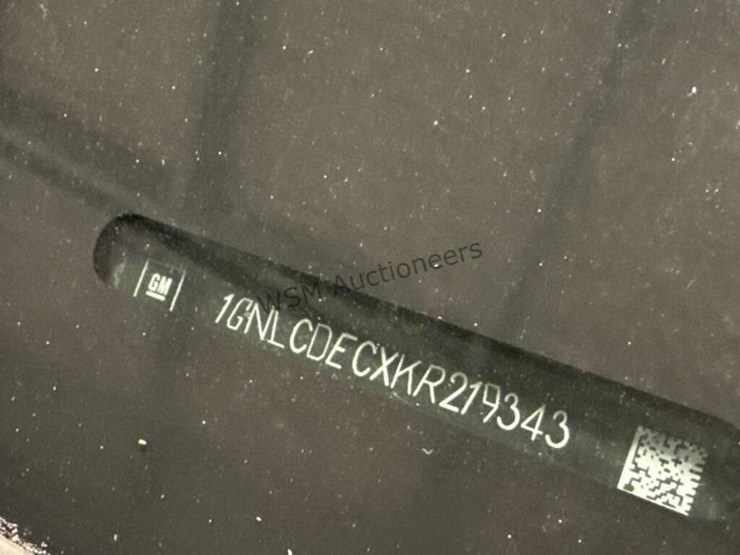 WSM Auctioneers
GM
1GNLCDECXKR219343